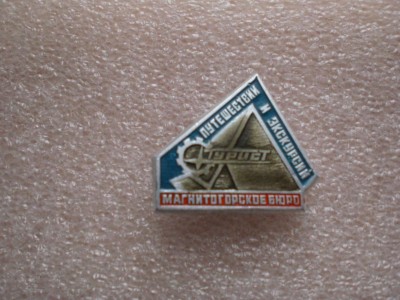 ПУТЕШЕСТВИЙ И ЭКСКУРСИЙ
ТУРИСТ
МАГНИТОГОРСКОЕ БЮРО